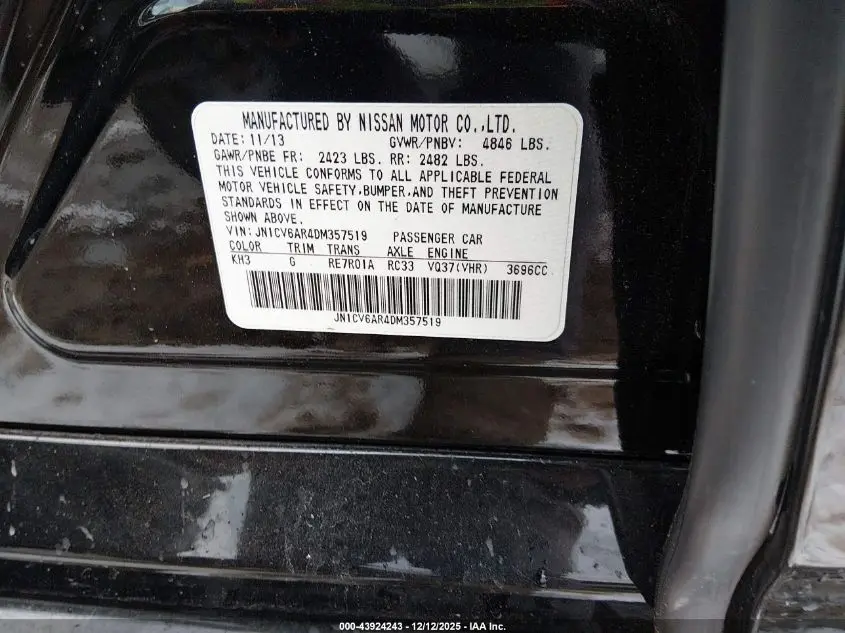 MANUFACTURED BY NISSAN MOTOR CO.,LTD.
DATE: 11/13 GVWR/PNBV: 4846 LBS.
GAWR/PNBE FR: 2423 LBS. RR: 2482 LBS.
THIS VEHICLE CONFORMS TO ALL APPLICABLE FEDERAL
MOTOR VEHICLE SAFETY,BUMPER,AND THEFT PREVENTION
STANDARDS IN EFFECT ON THE DATE OF MANUFACTURE
SHOWN ABOVE.
VIN: JN1CV6AR4DM357519 PASSENGER CAR
COLOR TRIM TRANS AXLE ENGINE
KH3 G RE7R01A RC33 VQ37(VHR) 3696CC
JN1CV6AR4DM357519
000-43924243 - 12/12/2025 - IAA Inc.